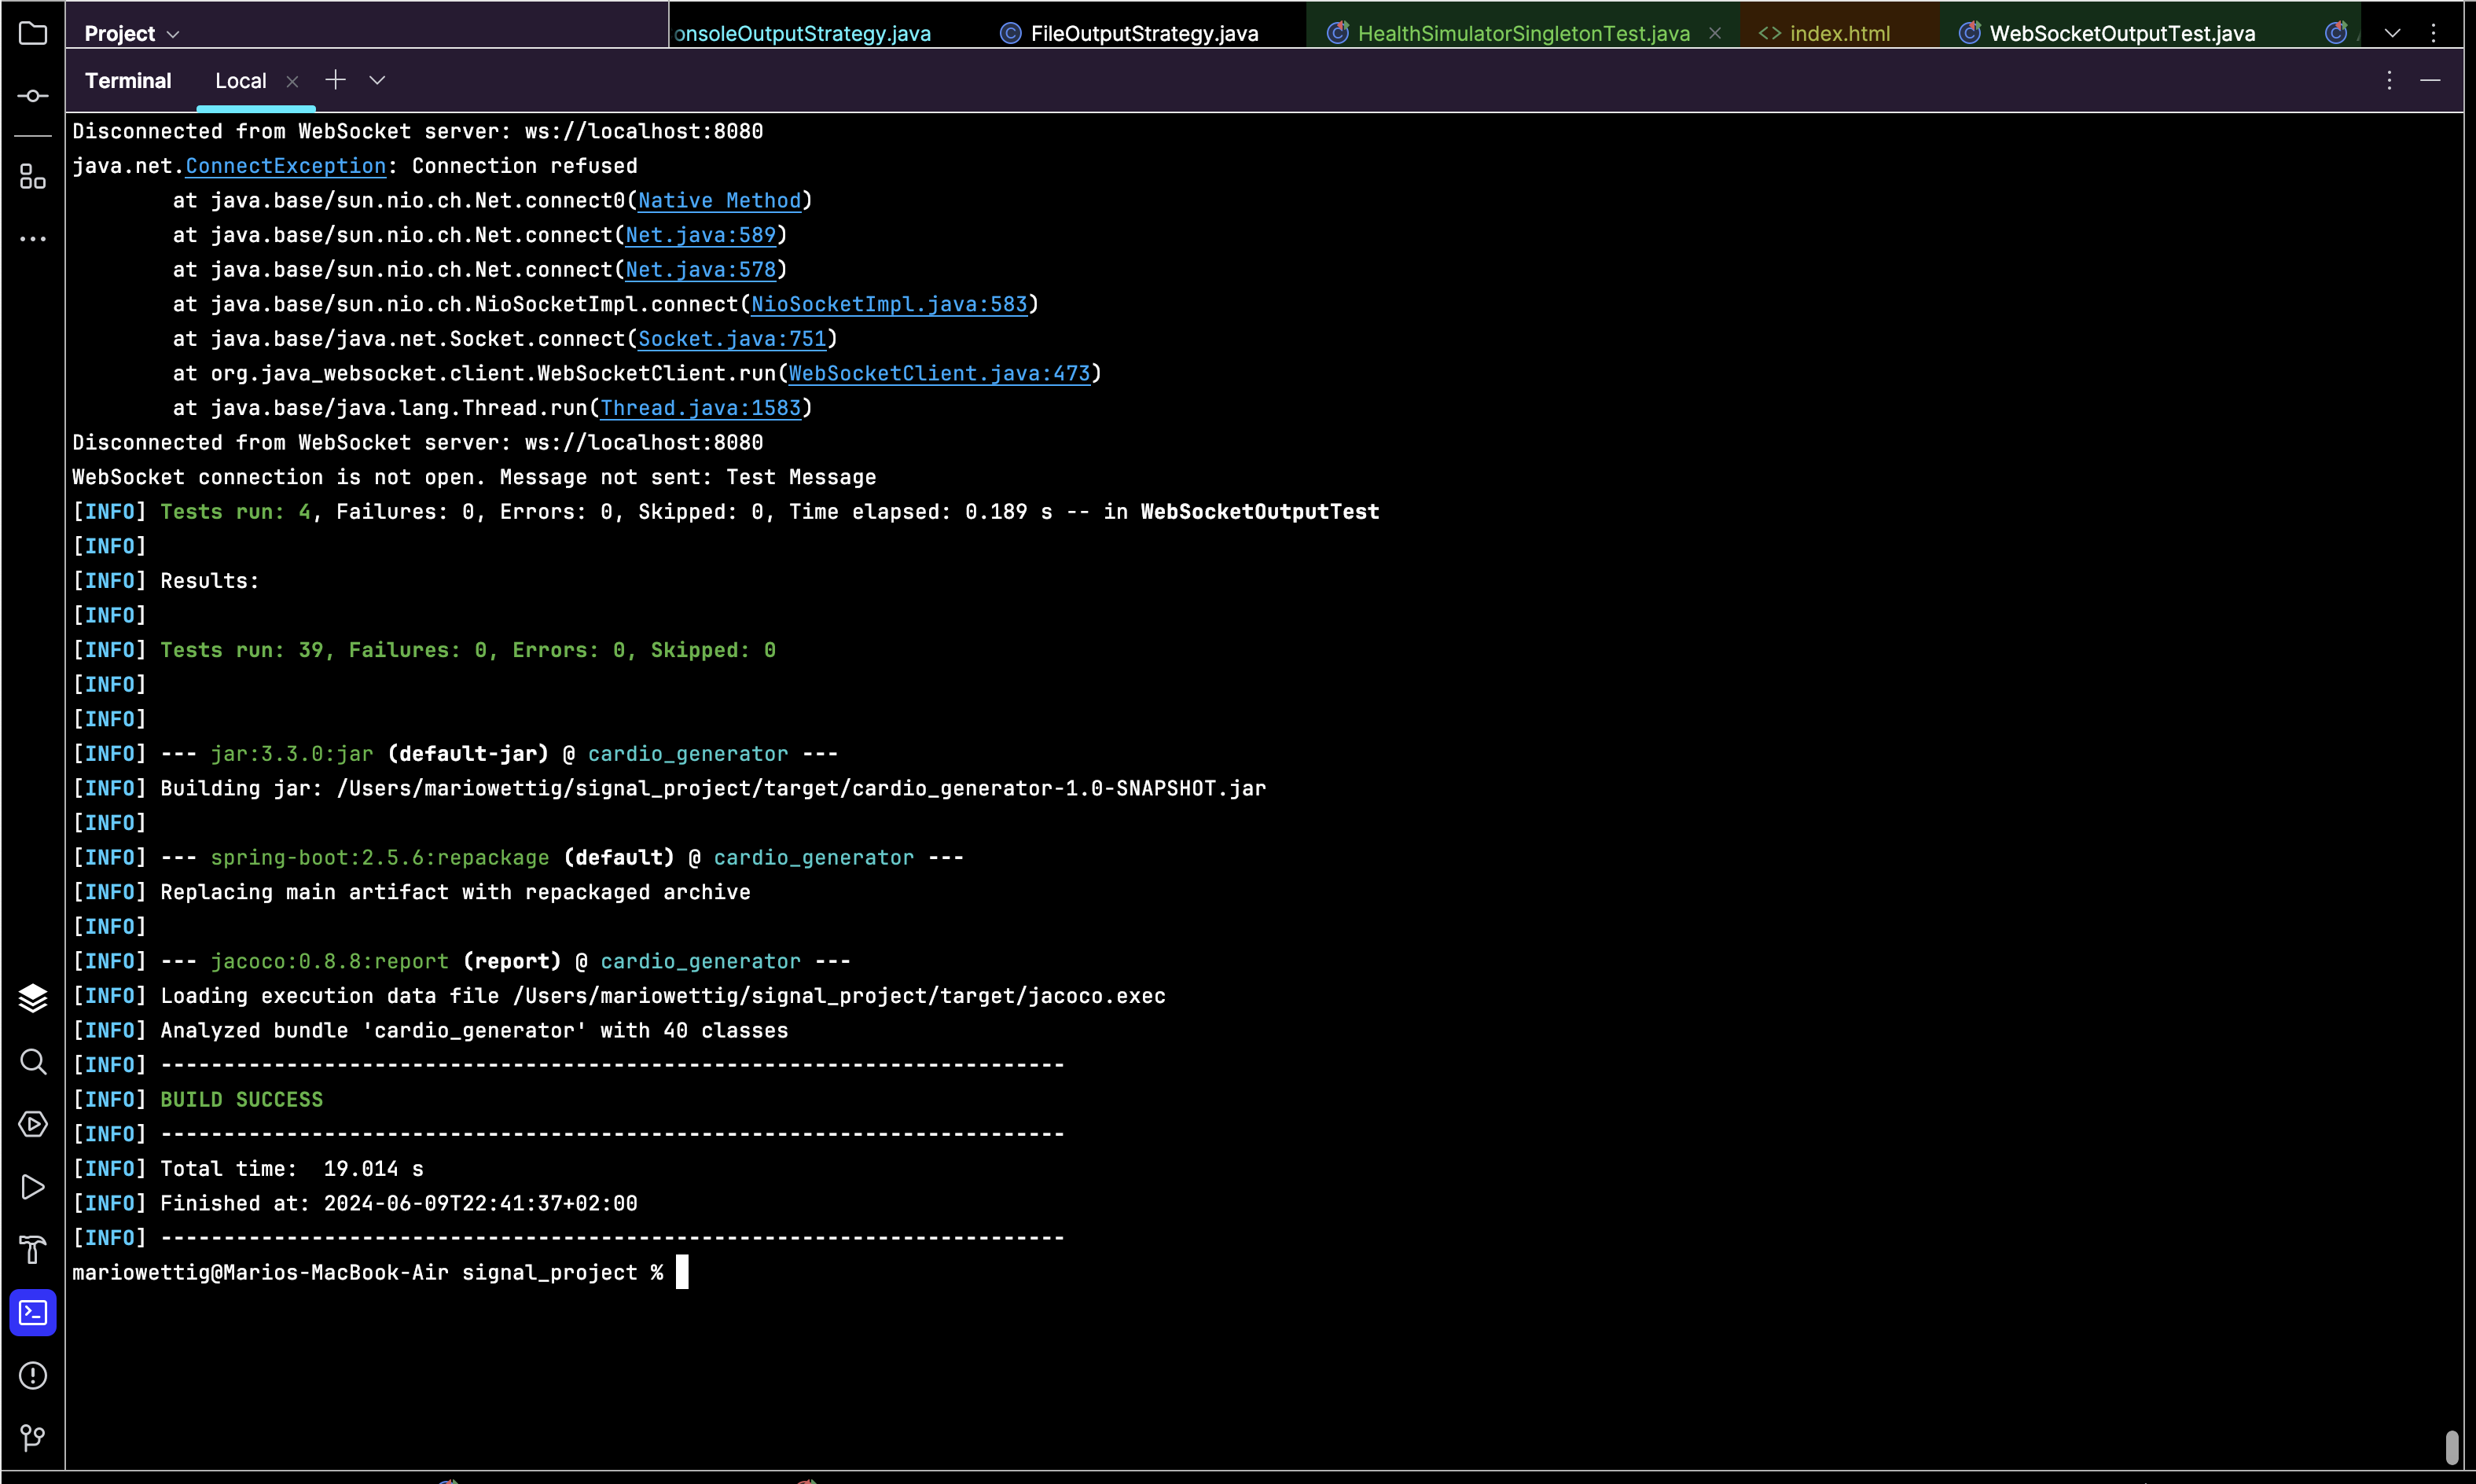 Project
onsoleOutputStrategy.java FileOutputStrategy.java HealthSimulatorSingletonTest.java index.html WebSocketOutputTest.java
Terminal Local
Disconnected from WebSocket server: ws://localhost:8080
java.net.ConnectException: Connection refused
at java.base/sun.nio.ch.Net.connect0(Native Method)
at java.base/sun.nio.ch.Net.connect(Net.java:589)
at java.base/sun.nio.ch.Net.connect(Net.java:578)
at java.base/sun.nio.ch.NioSocketImpl.connect(NioSocketImpl.java:583)
at java.base/java.net.Socket.connect(Socket.java:751)
at org.java_websocket.client.WebSocketClient.run(WebSocketClient.java:473)
at java.base/java.lang.Thread.run(Thread.java:1583)
Disconnected from WebSocket server: ws://localhost:8080
WebSocket connection is not open. Message not sent: Test Message
[INFO] Tests run: 4, Failures: 0, Errors: 0, Skipped: 0, Time elapsed: 0.189 s -- in WebSocketOutputTest
[INFO]
[INFO] Results:
[INFO]
[INFO] Tests run: 39, Failures: 0, Errors: 0, Skipped: 0
[INFO]
[INFO]
[INFO] --- jar:3.3.0:jar (default-jar) @ cardio_generator ---
[INFO] Building jar: /Users/mariowettig/signal_project/target/cardio_generator-1.0-SNAPSHOT.jar
[INFO]
[INFO] --- spring-boot:2.5.6:repackage (default) @ cardio_generator ---
[INFO] Replacing main artifact with repackaged archive
[INFO]
[INFO] --- jacoco:0.8.8:report (report) @ cardio_generator ---
[INFO] Loading execution data file /Users/mariowettig/signal_project/target/jacoco.exec
[INFO] Analyzed bundle 'cardio_generator' with 40 classes
[INFO] ------------------------------------------------------------------------
[INFO] BUILD SUCCESS
[INFO] ------------------------------------------------------------------------
[INFO] Total time:  19.014 s
[INFO] Finished at: 2024-06-09T22:41:37+02:00
[INFO] ------------------------------------------------------------------------
mariowettig@Marios-MacBook-Air signal_project %